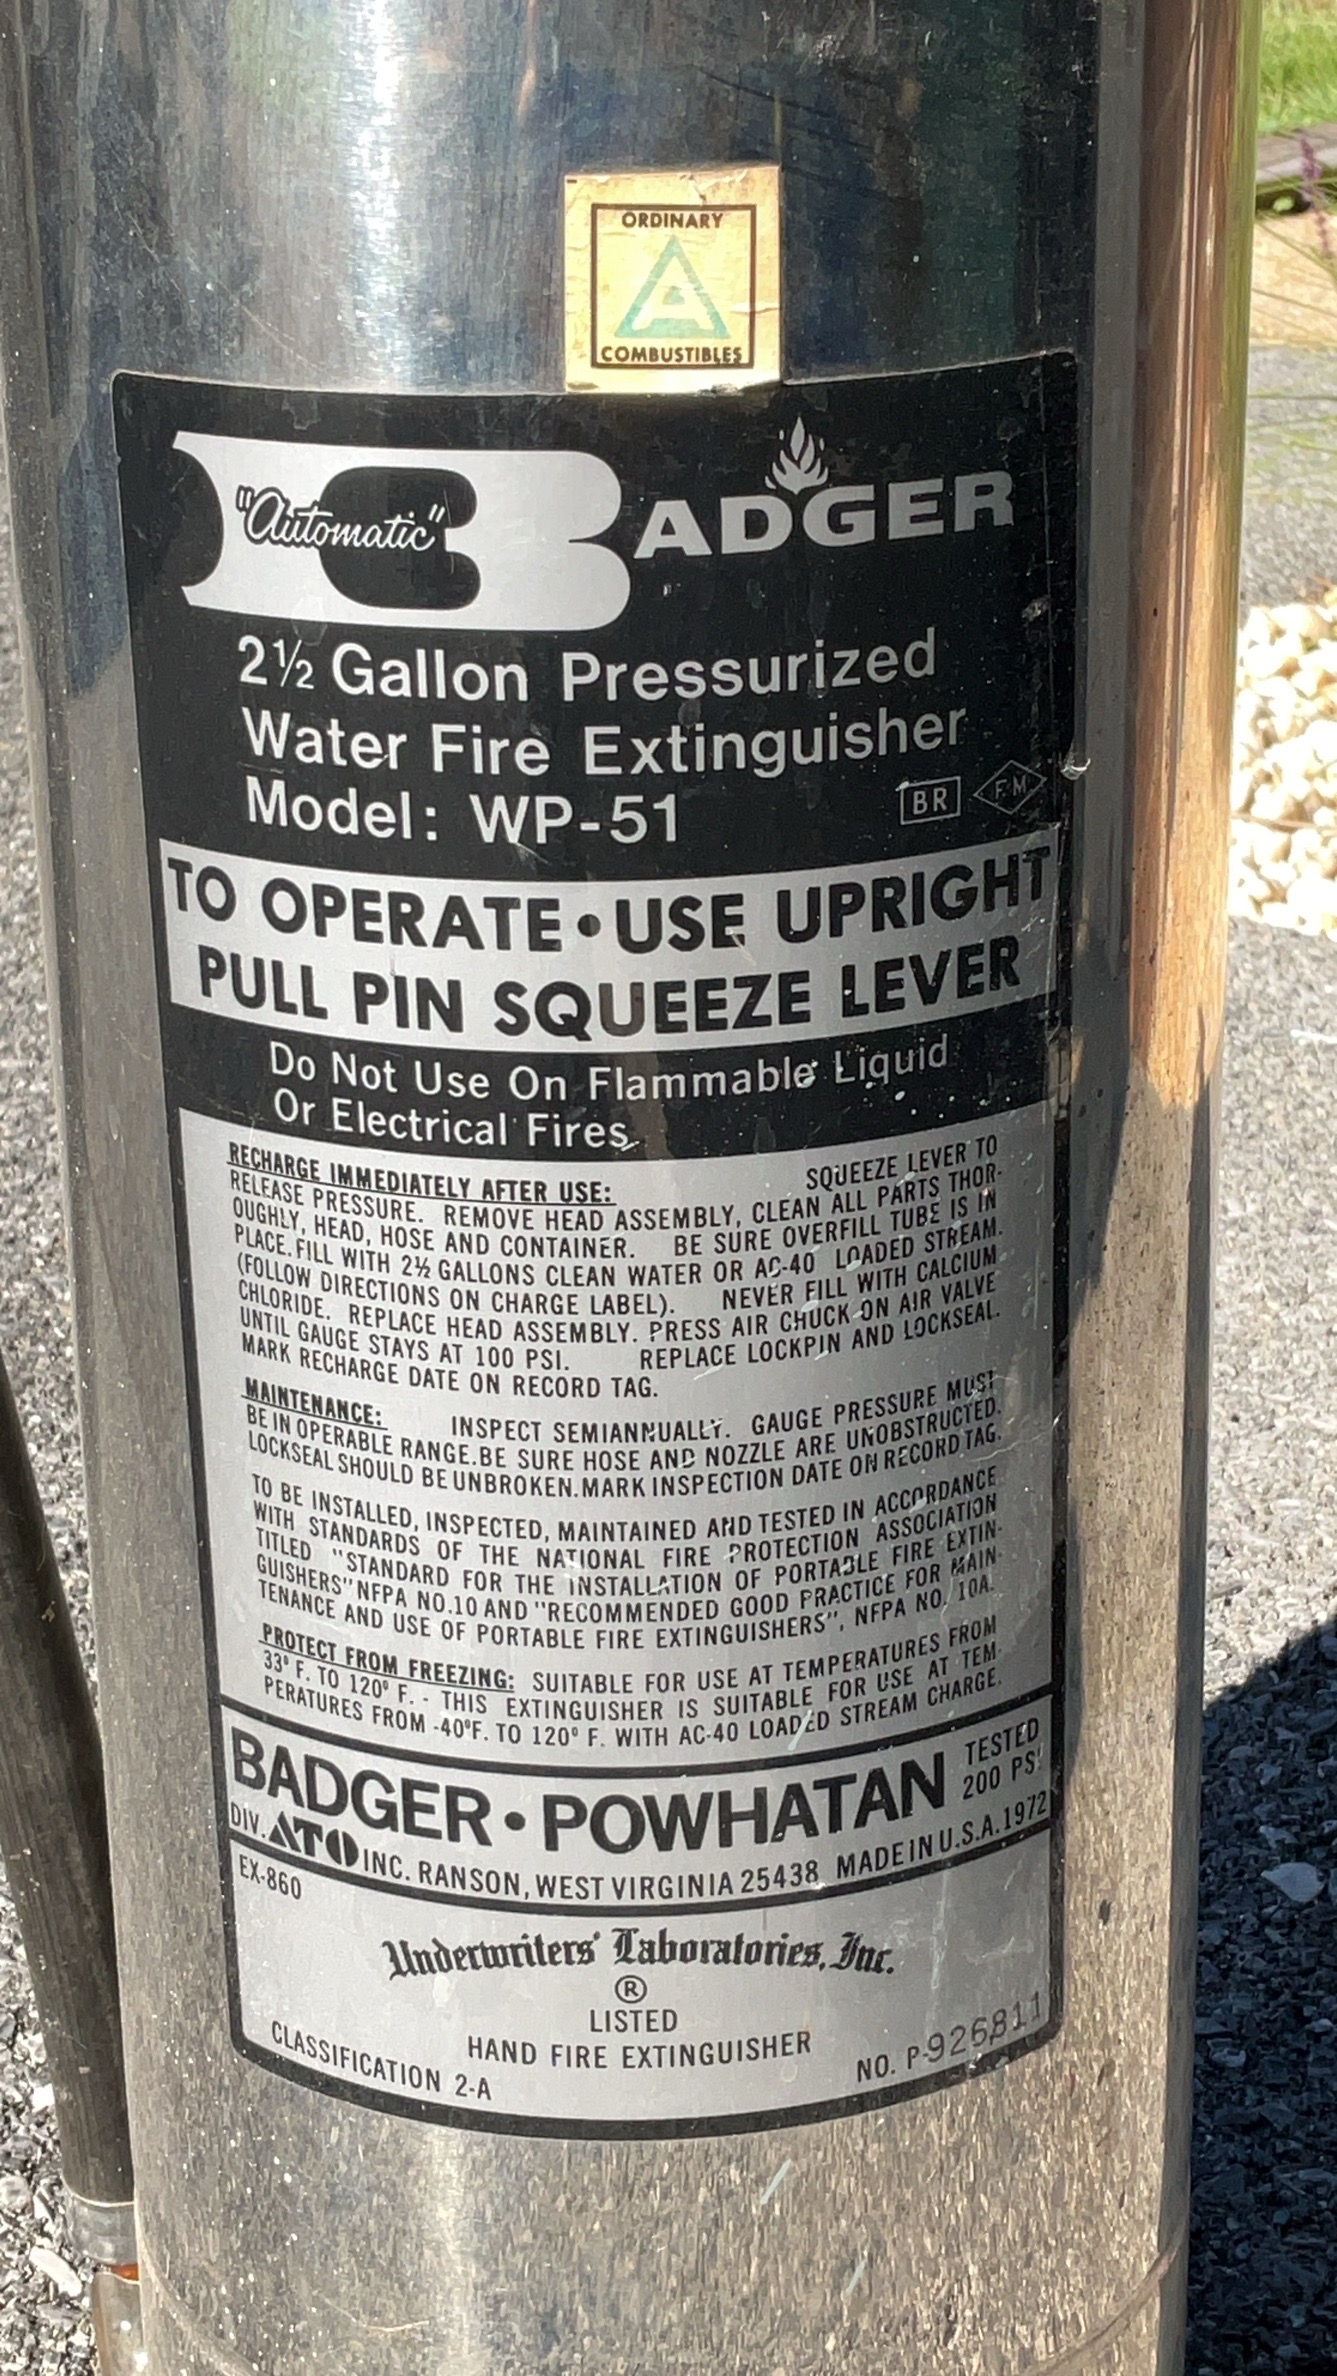 ORDINARY
A
COMBUSTIBLES
"Automatic" BADGER
2½ Gallon Pressurized
Water Fire Extinguisher
Model: WP-51 BR FM
TO OPERATE • USE UPRIGHT
PULL PIN SQUEEZE LEVER
Do Not Use On Flammable Liquid
Or Electrical Fires
RECHARGE IMMEDIATELY AFTER USE: SQUEEZE LEVER TO
RELEASE PRESSURE. REMOVE HEAD ASSEMBLY, CLEAN ALL PARTS THOR-
OUGHLY, HEAD, HOSE AND CONTAINER. BE SURE OVERFILL TUBE IS IN
PLACE. FILL WITH 2½ GALLONS CLEAN WATER OR AC-40 LOADED STREAM.
(FOLLOW DIRECTIONS ON CHARGE LABEL). NEVER FILL WITH CALCIUM
CHLORIDE. REPLACE HEAD ASSEMBLY. PRESS AIR CHUCK ON AIR VALVE
UNTIL GAUGE STAYS AT 100 PSI. REPLACE LOCKPIN AND LOCKSEAL.
MARK RECHARGE DATE ON RECORD TAG.
MAINTENANCE: INSPECT SEMIANNUALLY. GAUGE PRESSURE MUST
BE IN OPERABLE RANGE. BE SURE HOSE AND NOZZLE ARE UNOBSTRUCTED.
LOCKSEAL SHOULD BE UNBROKEN. MARK INSPECTION DATE ON RECORD TAG.
TO BE INSTALLED, INSPECTED, MAINTAINED AND TESTED IN ACCORDANCE
WITH STANDARDS OF THE NATIONAL FIRE PROTECTION ASSOCIATION
TITLED "STANDARD FOR THE INSTALLATION OF PORTABLE FIRE EXTIN-
GUISHERS" NFPA NO.10 AND "RECOMMENDED GOOD PRACTICE FOR MAIN-
TENANCE AND USE OF PORTABLE FIRE EXTINGUISHERS", NFPA NO. 10A.
PROTECT FROM FREEZING: SUITABLE FOR USE AT TEMPERATURES FROM
33° F. TO 120° F. - THIS EXTINGUISHER IS SUITABLE FOR USE AT TEM-
PERATURES FROM -40°F. TO 120° F. WITH AC-40 LOADED STREAM CHARGE.
BADGER • POWHATAN TESTED
200 PSI
DIV. ATO INC. RANSON, WEST VIRGINIA 25438 MADE IN U.S.A. 1972
EX-860
Underwriters' Laboratories, Inc.
®
LISTED
HAND FIRE EXTINGUISHER
CLASSIFICATION 2-A NO. P-926811